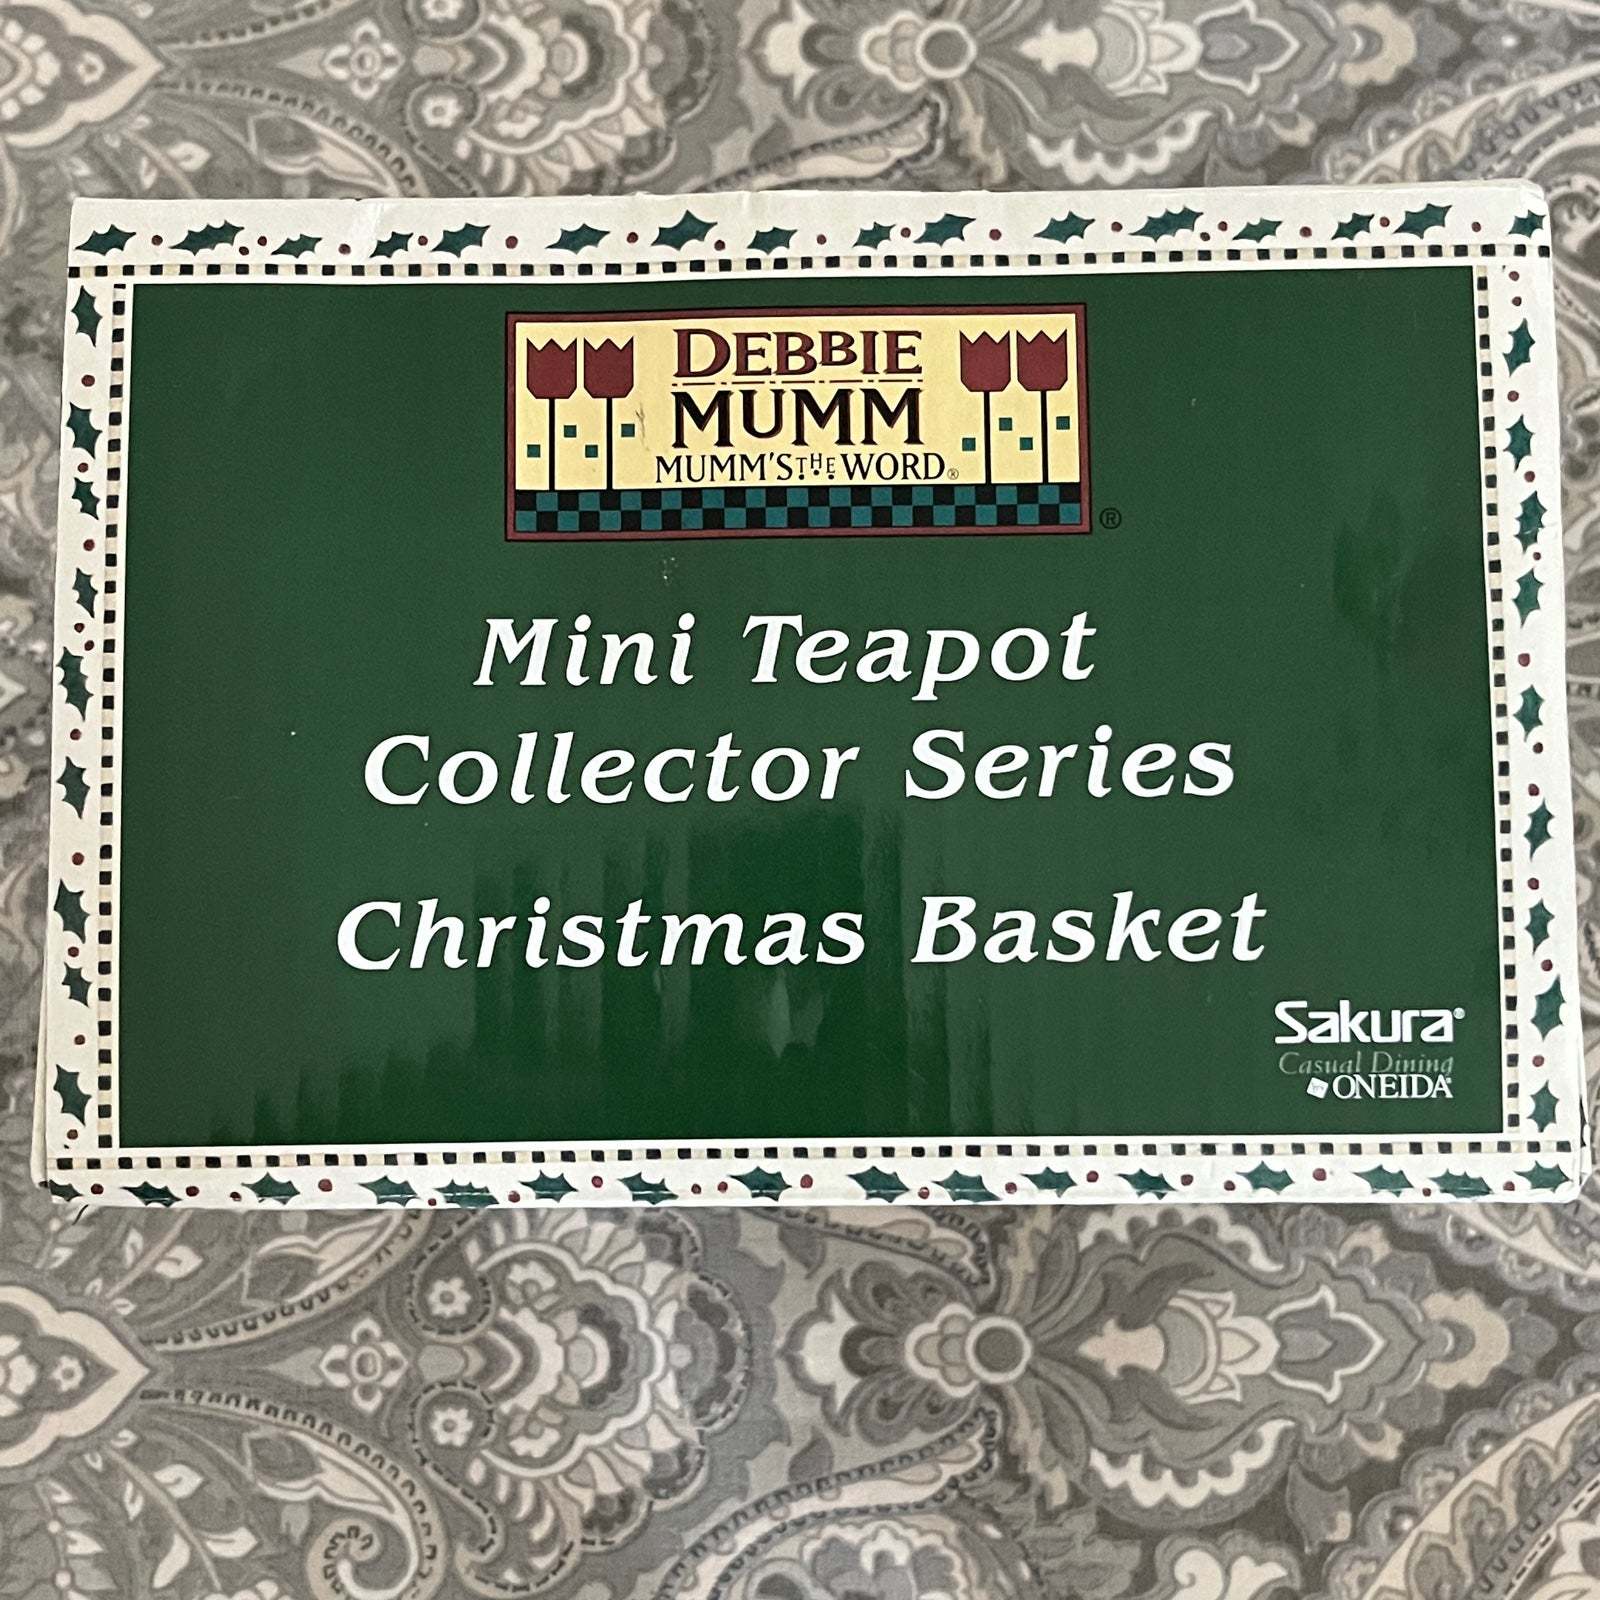 DEBBIE
MUMM
MUMM'S THE WORD®
®
Mini Teapot
Collector Series
Christmas Basket
Sakura®
Casual Dining
ONEIDA®